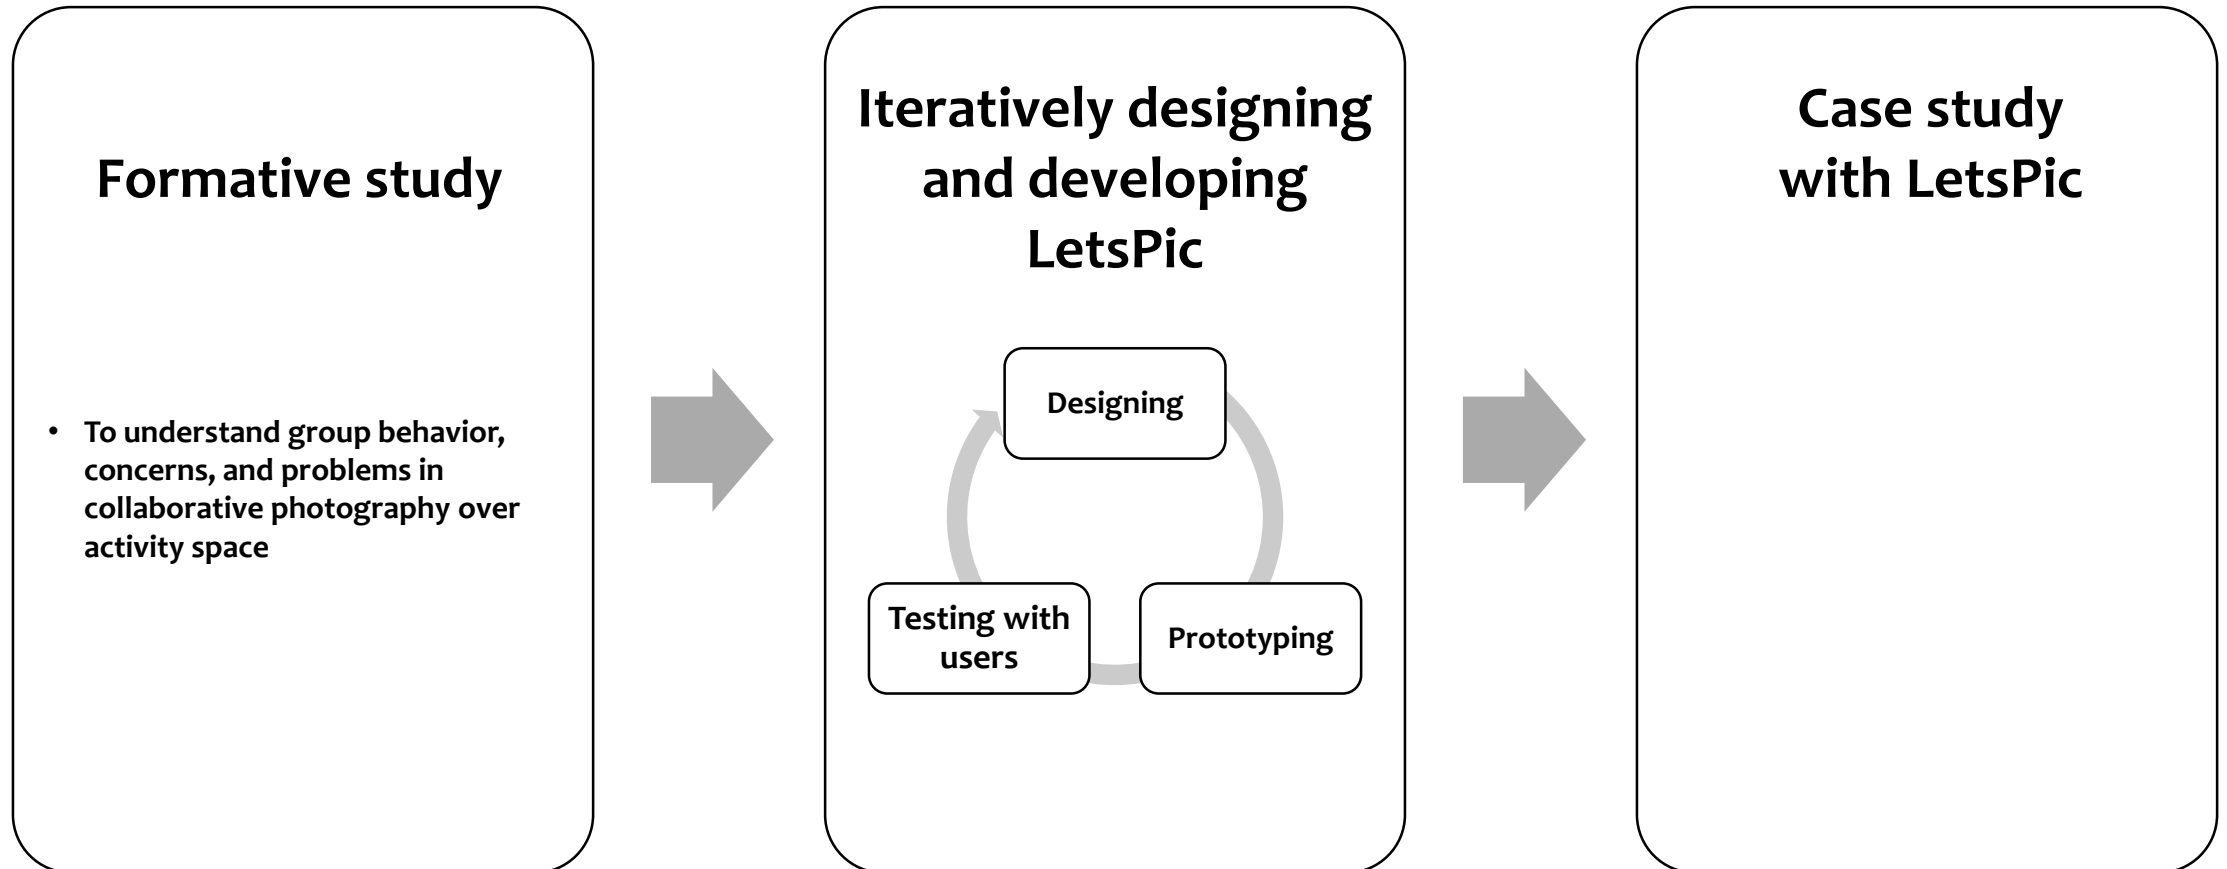 Formative study
• To understand group behavior,
concerns, and problems in
collaborative photography over
activity space
Iteratively designing
and developing
LetsPic
Designing
Prototyping
Testing with
users
Case study
with LetsPic